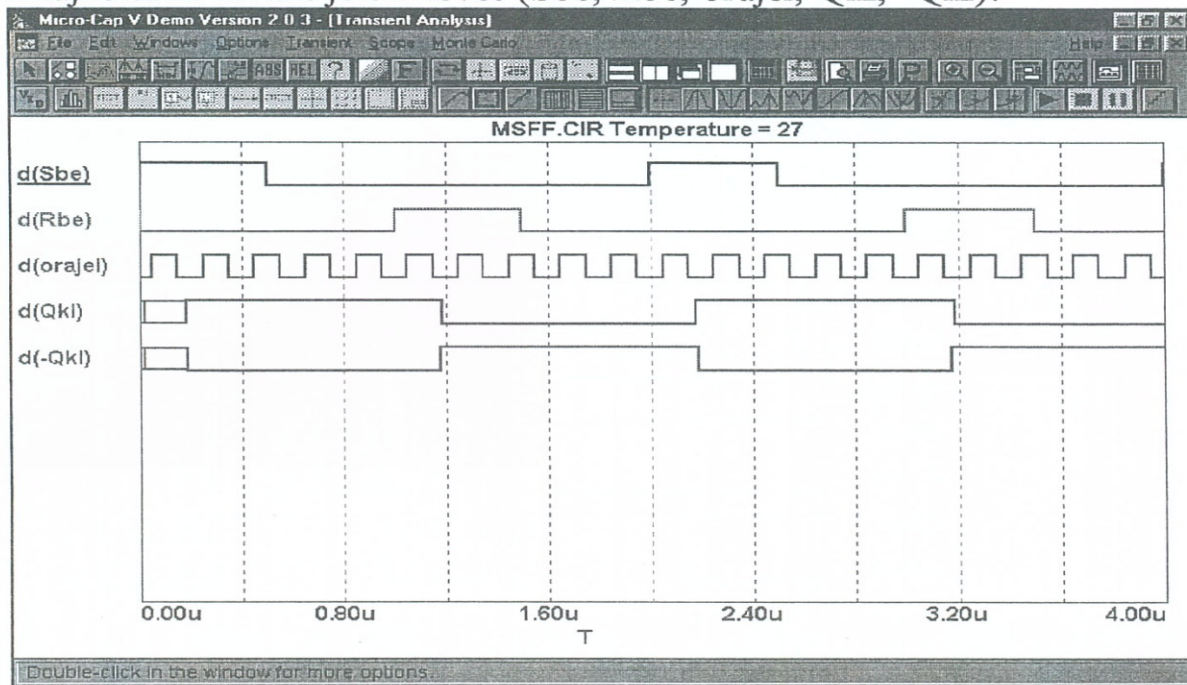 Micro-Cap V Demo Version 2.0.3 - [Transient Analysis]
File Edit Windows Options Transient Scope Monte Carlo Help
ABS REL ? F
MSFF.CIR Temperature = 27
d(Sbe)
d(Rbe)
d(orajel)
d(Qki)
d(-Qki)
0.00u 0.80u 1.60u 2.40u 3.20u 4.00u
T
Double-click in the window for more options.